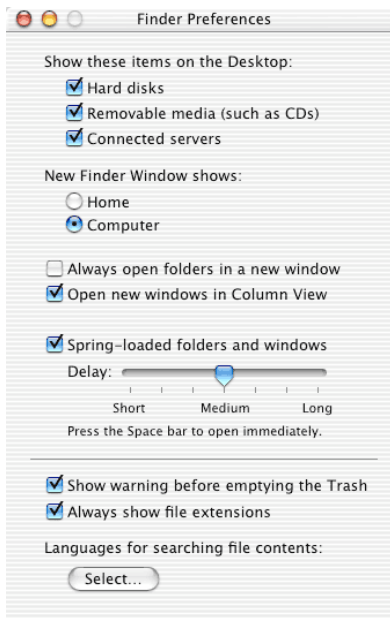 Finder Preferences
Show these items on the Desktop:
Hard disks
Removable media (such as CDs)
Connected servers
New Finder Window shows:
Home
Computer
Always open folders in a new window
Open new windows in Column View
Spring-loaded folders and windows
Delay:
Short Medium Long
Press the Space bar to open immediately.
Show warning before emptying the Trash
Always show file extensions
Languages for searching file contents:
Select...